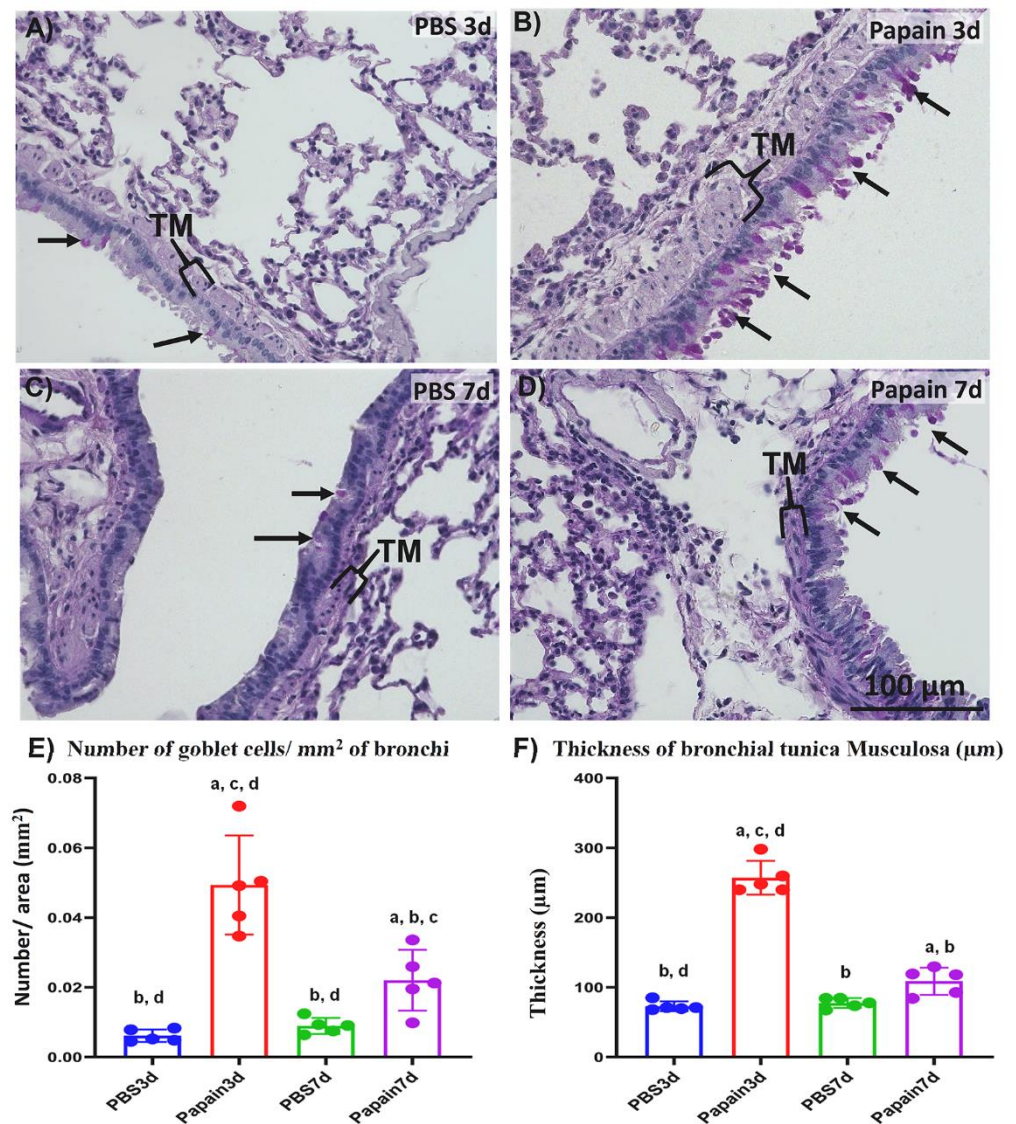 A) PBS 3d
TM
B) Papain 3d
TM
C) PBS 7d
TM
D) Papain 7d
TM
100 μm
E) Number of goblet cells/ mm² of bronchi
Number/ area (mm²)
0.08
0.06
0.04
0.02
0.00
b, d
a, c, d
b, d
a, b, c
PBS3d
Papain3d
PBS7d
Papain7d
F) Thickness of bronchial tunica Musculosa (μm)
Thickness (μm)
400
300
200
100
0
b, d
a, c, d
b
a, b
PBS3d
Papain3d
PBS7d
Papain7d